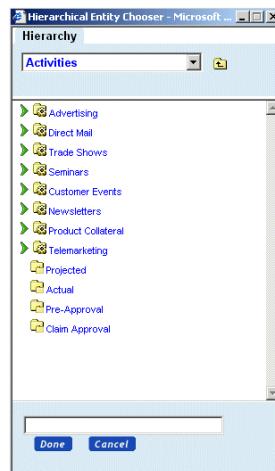 Hierarchical Entity Chooser - Microsoft ...
Hierarchy
Activities
Advertising
Direct Mail
Trade Shows
Seminars
Customer Events
Newsletters
Product Collateral
Telemarketing
Projected
Actual
Pre-Approval
Claim Approval
Done Cancel